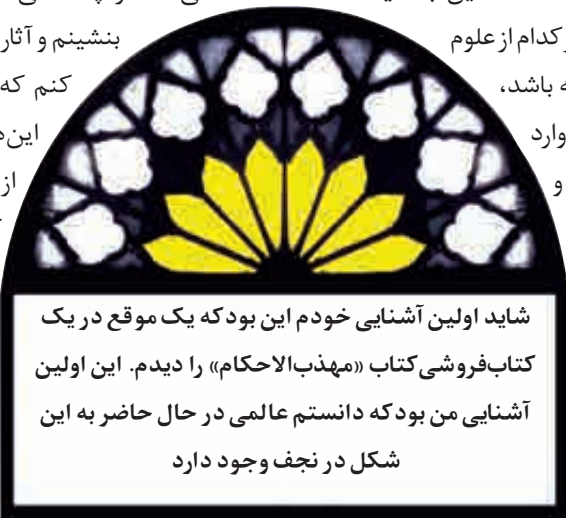 کدام از علوم
باشد،
وارد
و
بنشینم و آثار
کنم که
از
شاید اولین آشنایی خودم این بود که یک موقع در یک
کتاب‌فروشی کتاب «مهذب‌الاحکام» را دیدم. این اولین
آشنایی من بود که دانستم عالمی در حال حاضر به این
شکل در نجف وجود دارد